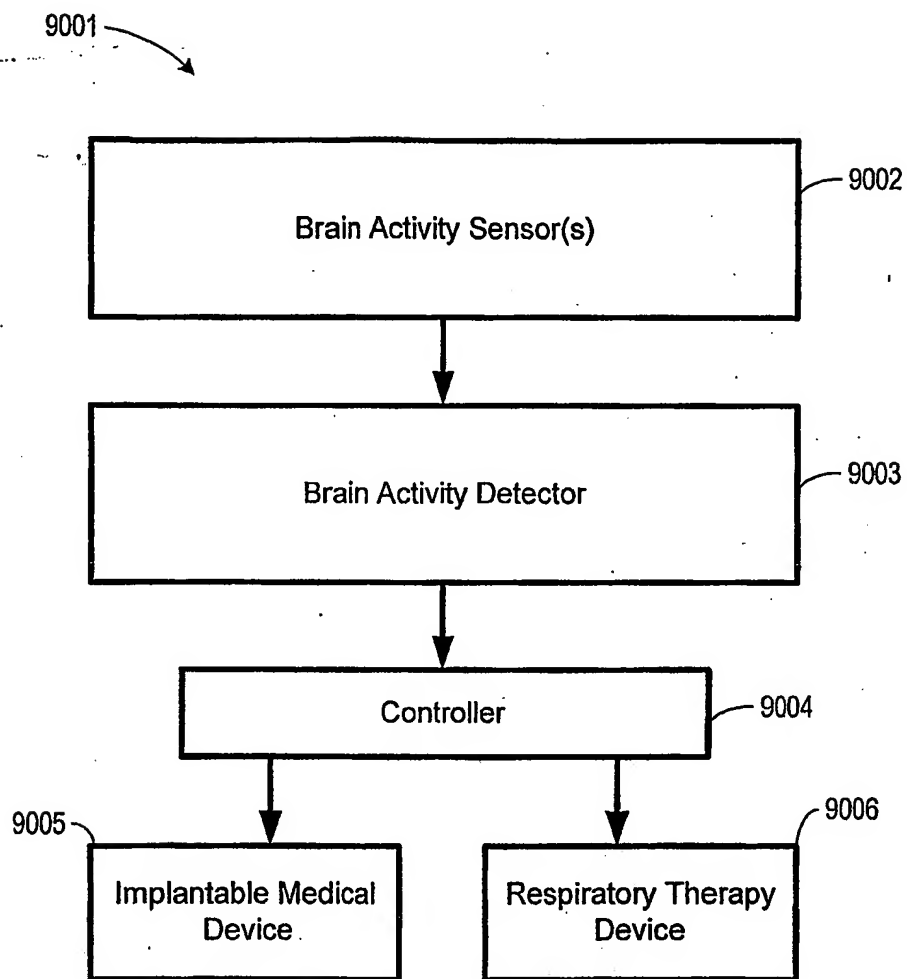 9001
9002
Brain Activity Sensor(s)
9003
Brain Activity Detector
Controller
9004
9005
9006
Implantable Medical
Device
Respiratory Therapy
Device